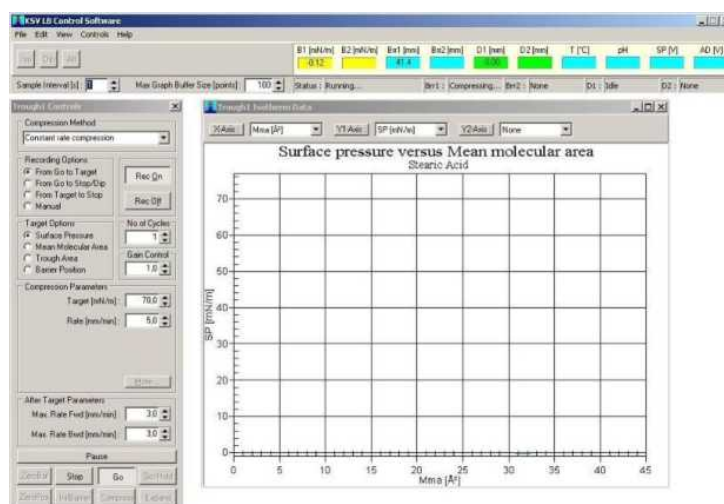 KSV LB Control Software
File Edit View Controls Help
B1 [mN/m] B2 [mN/m] Bx1 [mm] Bx2 [mm] D1 [mm] D2 [mm] T [°C] pH SP [V] AD [V]
-0.12 41.4 0.00
Sample Interval [s]: 1 Max Graph Buffer Size [points]: 100 Status : Running... Brr1 : Compressing... Brr2 : None D1 : Idle D2 : None
Trough1 Controls
Compression Method
Constant rate compression
Recording Options
From Go to Target
From Go to Stop/Dip
From Target to Stop
Manual
Rec On
Rec Off
Target Options
Surface Pressure
Mean Molecular Area
Trough Area
Barrier Position
No of Cycles
1
Gain Control
1,0
Compression Parameters
Target [mN/m] : 70,0
Rate [mm/min] : 5,0
More...
After Target Parameters
Max. Rate Fwd [mm/min] 3,0
Max. Rate Bwd [mm/min] 3,0
Pause
Stop Go
Trough1 Isotherm Data
X-Axis : Mma [Å²] Y1-Axis : SP [mN/m] Y2-Axis : None
Surface pressure versus Mean molecular area
Stearic Acid
SP [mN/m]
70
60
50
40
30
20
10
0
0 5 10 15 20 25 30 35 40 45
Mma [Å²]